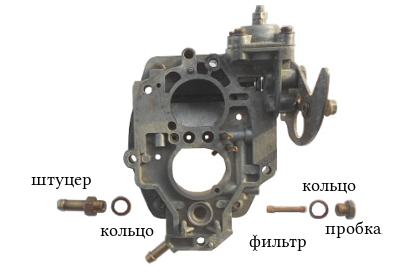 штуцер
кольцо
кольцо
фильтр
пробка